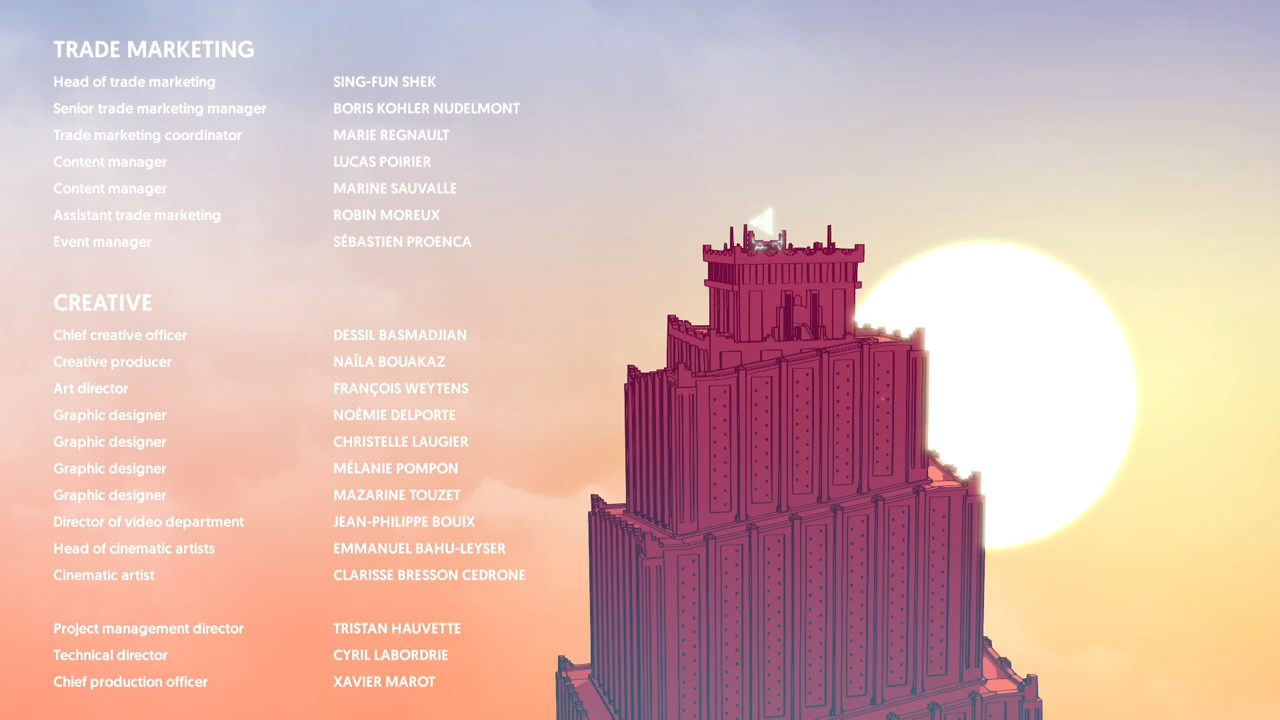 TRADE MARKETING
Head of trade marketing SING-FUN SHEK
Senior trade marketing manager BORIS KOHLER NUDELMONT
Trade marketing coordinator MARIE REGNAULT
Content manager LUCAS POIRIER
Content manager MARINE SAUVALLE
Assistant trade marketing ROBIN MOREUX
Event manager SÉBASTIEN PROENCA
CREATIVE
Chief creative officer DESSIL BASMADJIAN
Creative producer NAÏLA BOUAKAZ
Art director FRANÇOIS WEYTENS
Graphic designer NOÉMIE DELPORTE
Graphic designer CHRISTELLE LAUGIER
Graphic designer MÉLANIE POMPON
Graphic designer MAZARINE TOUZET
Director of video department JEAN-PHILIPPE BOUIX
Head of cinematic artists EMMANUEL BAHU-LEYSER
Cinematic artist CLARISSE BRESSON CEDRONE
Project management director TRISTAN HAUVETTE
Technical director CYRIL LABORDRIE
Chief production officer XAVIER MAROT